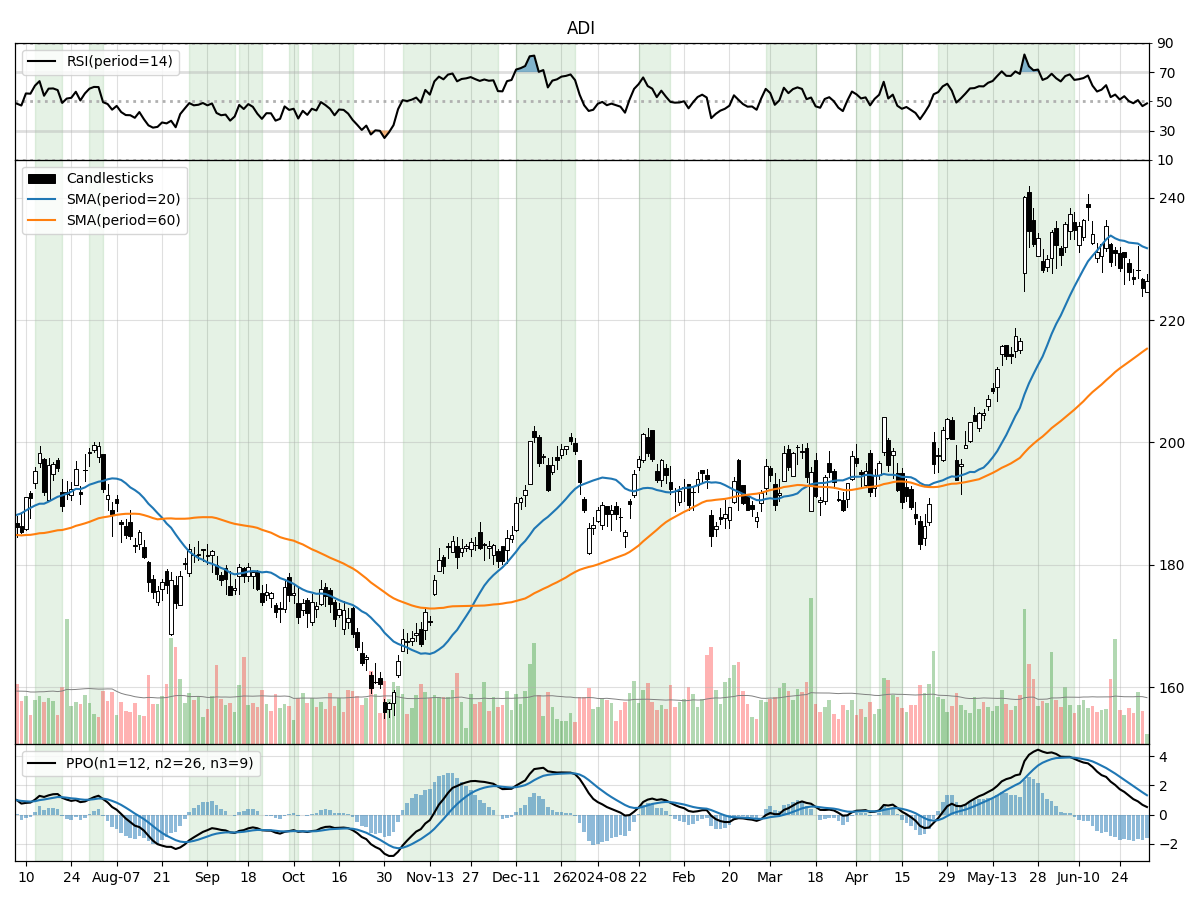 ADI
RSI(period=14)
90
70
50
30
10
Candlesticks
SMA(period=20)
SMA(period=60)
240
220
200
180
160
PPO(n1=12, n2=26, n3=9)
4
2
0
−2
10 24 Aug-07 21 Sep 18 Oct 16 30 Nov-13 27 Dec-11 26 2024-08 22 Feb 20 Mar 18 Apr 15 29 May-13 28 Jun-10 24